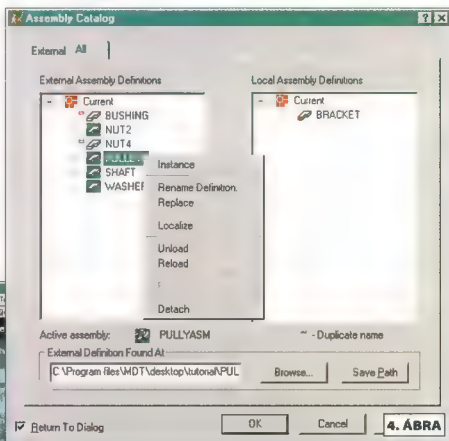 Assembly Catalog
External All
External Assembly Definitions
Local Assembly Definitions
Current
BUSHING
NUT2
NUT4
SHAFT
WASHER
Current
BRACKET
Instance
Rename Definition.
Replace
Localize
Unload
Reload
Detach
Active assembly: PULLYASM
~ - Duplicate name
External Definition Found At
C:\Program files\MDT\desktop\tutorial\PUL
Browse...
Save Path
Return To Dialog
OK
Cancel
4. ÁBRA